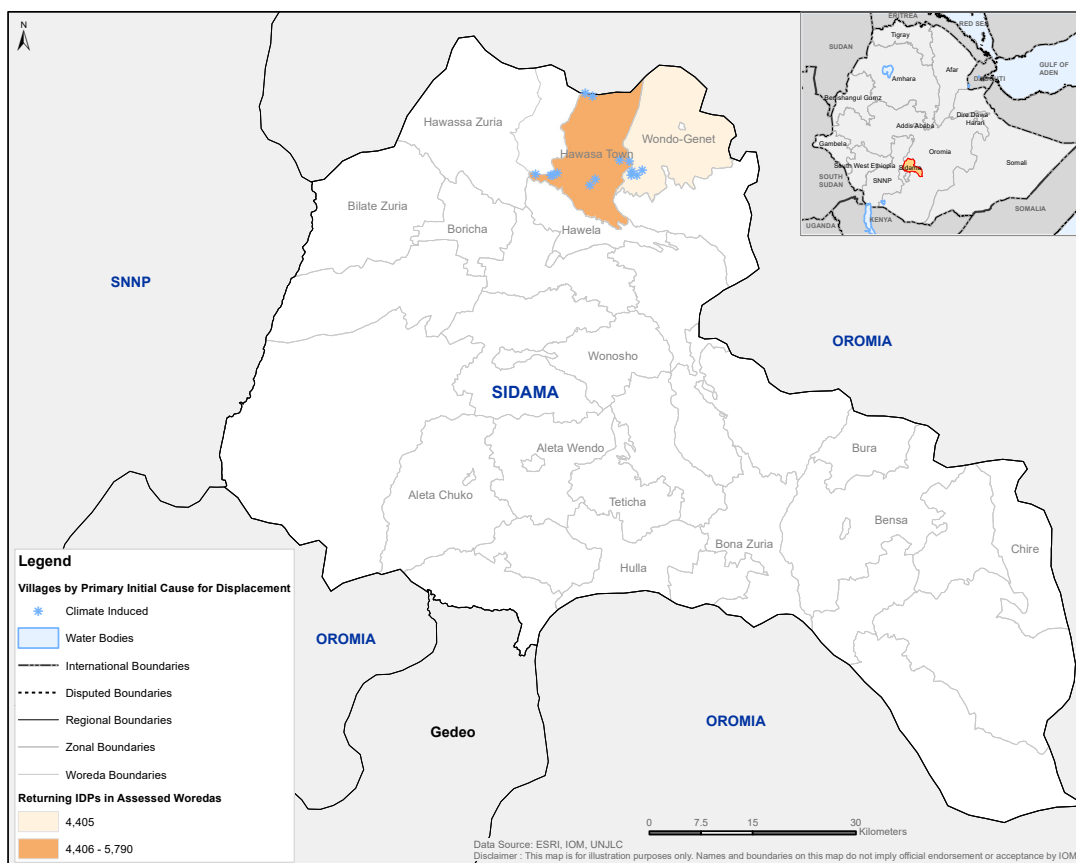 N
Hawassa Zuria
Wondo-Genet
Hawasa Town
Bilate Zuria
Boricha
Hawela
SNNP
OROMIA
Wonosho
SIDAMA
Aleta Wendo
Bura
Aleta Chuko
Teticha
Bensa
Bona Zuria
Chire
Hulla
OROMIA
OROMIA
Gedeo
ERITREA
RED SEA
Tigray
SUDAN
Afar
GULF OF
ADEN
Amhara
DJIBOUTI
Benishangul Gumz
Dire Dawa
Harari
Addis Ababa
Gambela
Oromia
South West Ethiopia
Sidama
Somali
SNNP
SOUTH
SUDAN
SOMALIA
KENYA
UGANDA
Legend
Villages by Primary Initial Cause for Displacement
Climate Induced
Water Bodies
International Boundaries
Disputed Boundaries
Regional Boundaries
Zonal Boundaries
Woreda Boundaries
Returning IDPs in Assessed Woredas
4,405
4,406 - 5,790
0 7.5 15 30
Kilometers
Data Source: ESRI, IOM, UNJLC
Disclaimer : This map is for illustration purposes only. Names and boundaries on this map do not imply official endorsement or acceptance by IOM